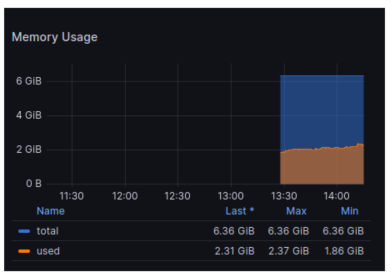 Memory Usage
6 GiB
4 GiB
2 GiB
0 B
11:30 12:00 12:30 13:00 13:30 14:00
Name Last * Max Min
total 6.36 GiB 6.36 GiB 6.36 GiB
used 2.31 GiB 2.37 GiB 1.86 GiB